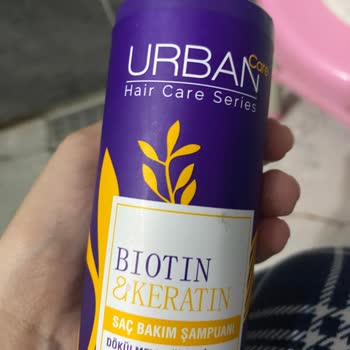 URBAN Care
Hair Care Series
BIOTIN
&KERATIN
SAÇ BAKIM ŞAMPUANI